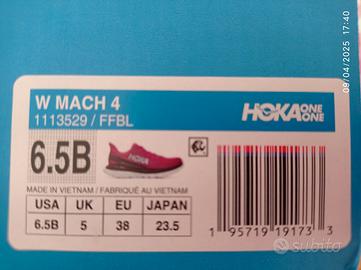 17:40
09/04/2025
W MACH 4
1113529 / FFBL
HOKA ONE ONE
6.5B
HOKA
MADE IN VIETNAM / FABRIQUÉ AU VIETNAM
USA UK EU JAPAN
6.5B 5 38 23.5
1 95719 19173 3
subito